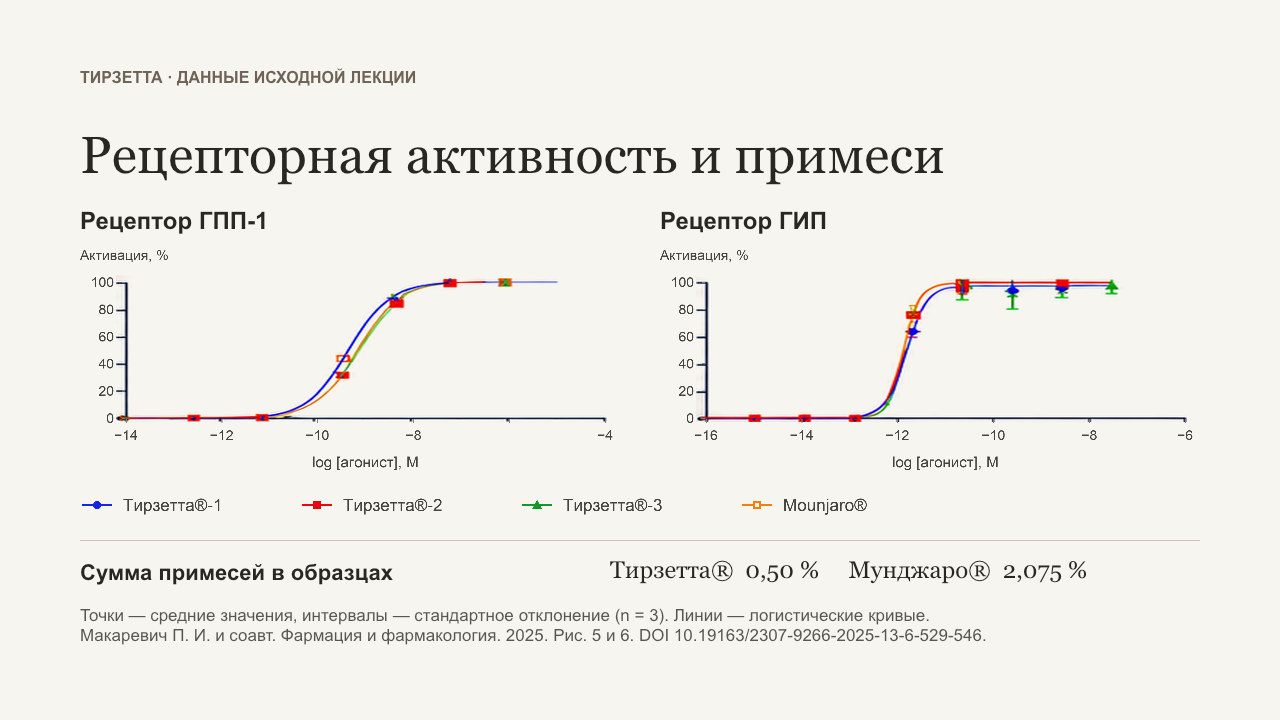 ТИРЗЕТТА · ДАННЫЕ ИСХОДНОЙ ЛЕКЦИИ
Рецепторная активность и примеси
Рецептор ГПП-1
Активация, %
100
80
60
40
20
0
−14 −12 −10 −8 −4
log [агонист], М
Рецептор ГИП
Активация, %
100
80
60
40
20
0
−16 −14 −12 −10 −8 −6
log [агонист], М
Тирзетта®-1 Тирзетта®-2 Тирзетта®-3 Mounjaro®
Сумма примесей в образцах Тирзетта® 0,50 % Мунджаро® 2,075 %
Точки — средние значения, интервалы — стандартное отклонение (n = 3). Линии — логистические кривые.
Макаревич П. И. и соавт. Фармация и фармакология. 2025. Рис. 5 и 6. DOI 10.19163/2307-9266-2025-13-6-529-546.